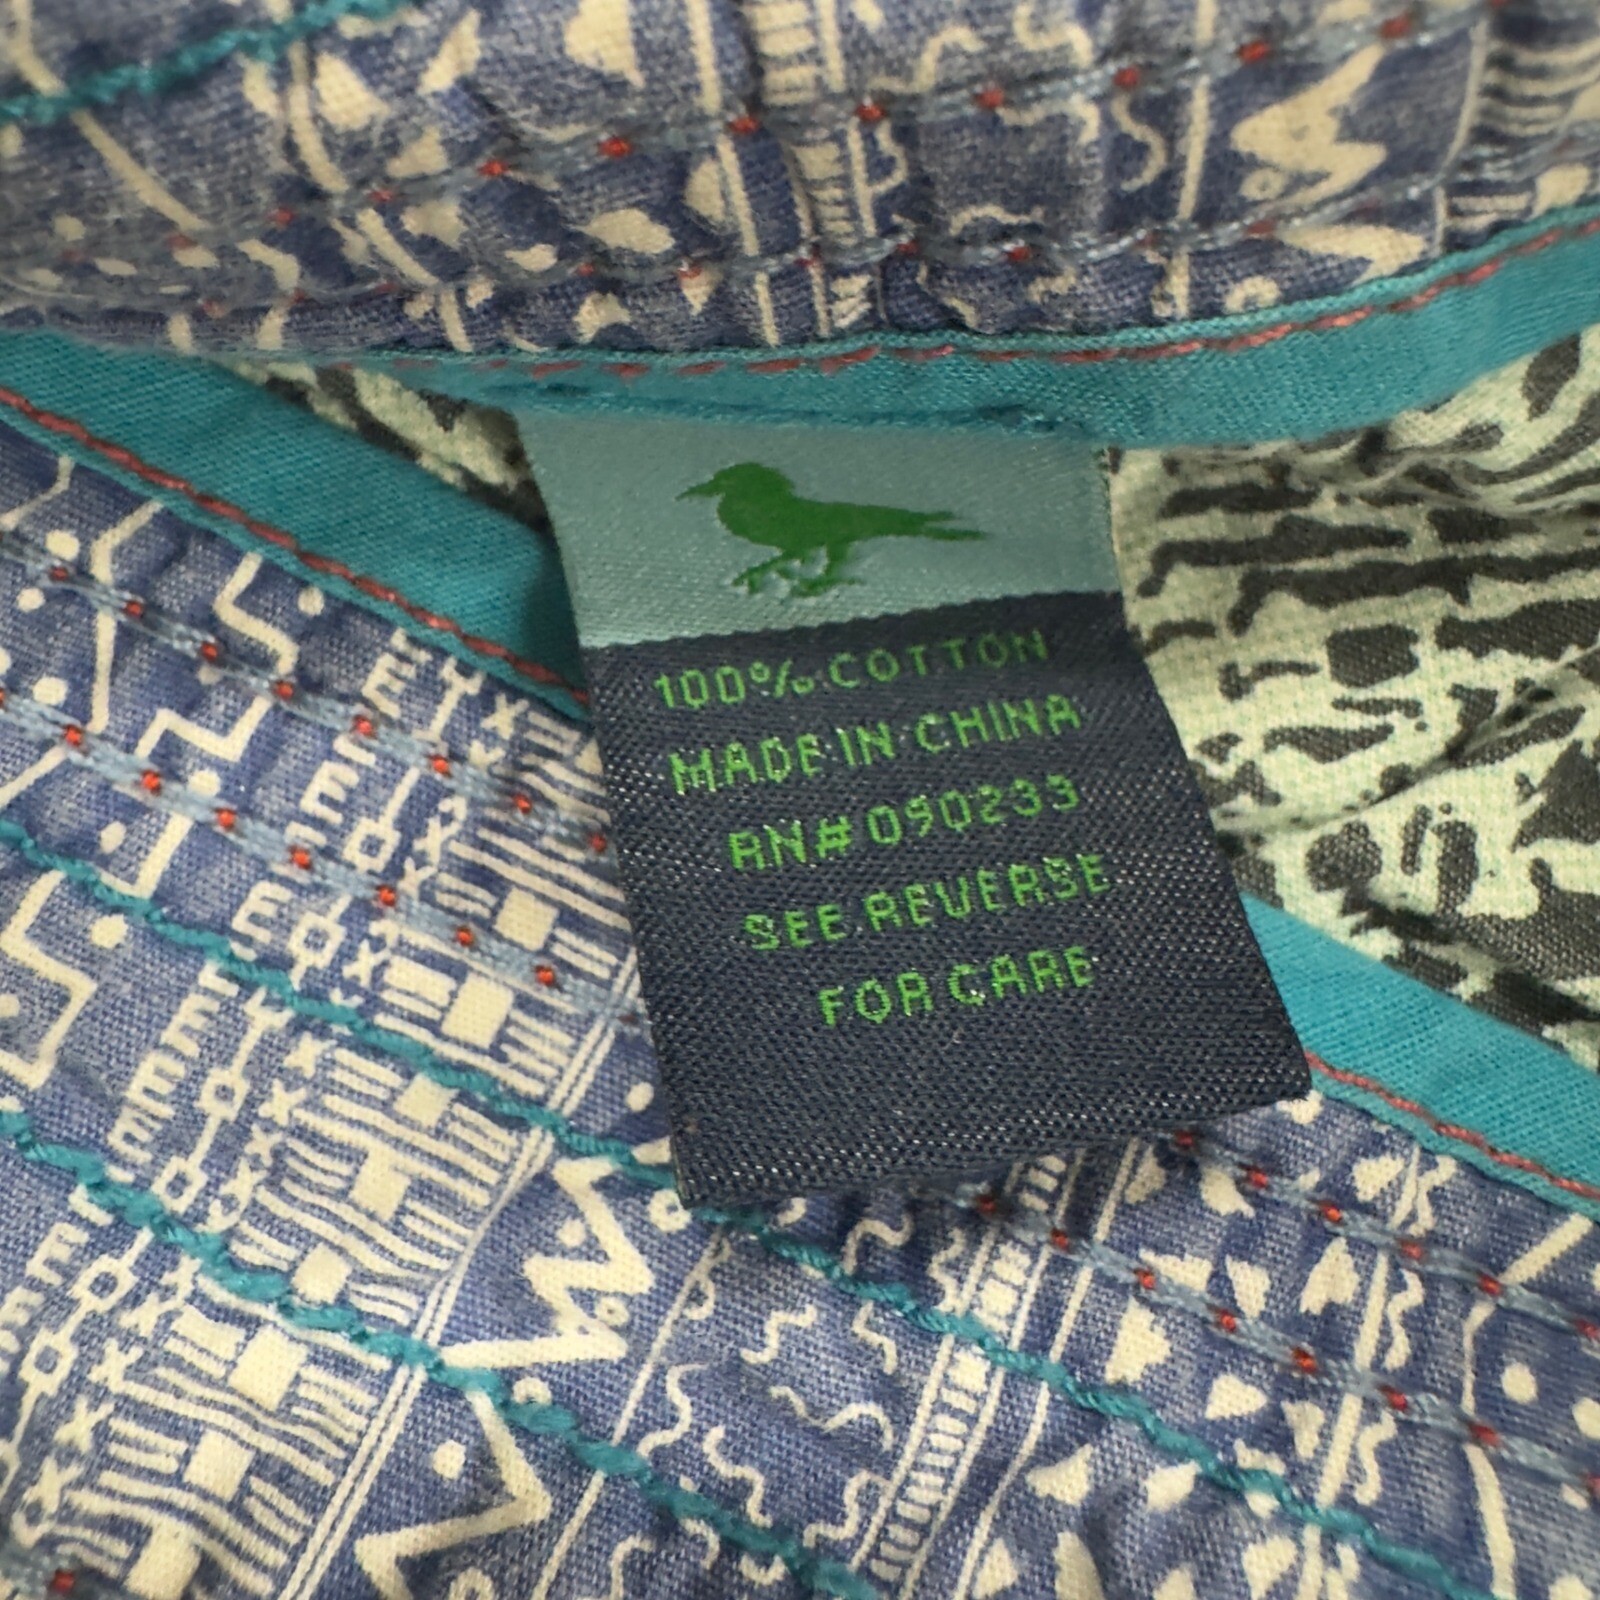 100% COTTON
MADE IN CHINA
RN# 090233
SEE REVERSE
FOR CARE